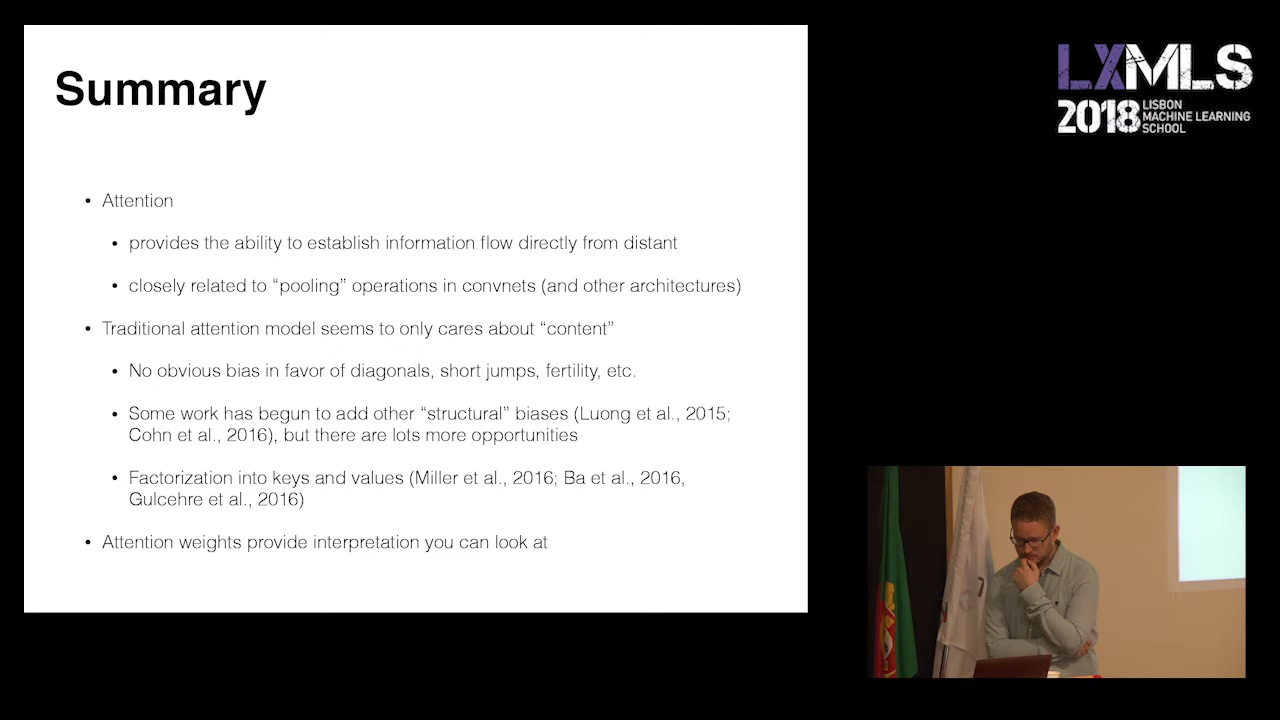 Summary
• Attention
• provides the ability to establish information flow directly from distant
• closely related to “pooling” operations in convnets (and other architectures)
• Traditional attention model seems to only cares about “content”
• No obvious bias in favor of diagonals, short jumps, fertility, etc.
• Some work has begun to add other “structural” biases (Luong et al., 2015;
Cohn et al., 2016), but there are lots more opportunities
• Factorization into keys and values (Miller et al., 2016; Ba et al., 2016,
Gulcehre et al., 2016)
• Attention weights provide interpretation you can look at
LXMLS
2018 LISBON
MACHINE LEARNING
SCHOOL